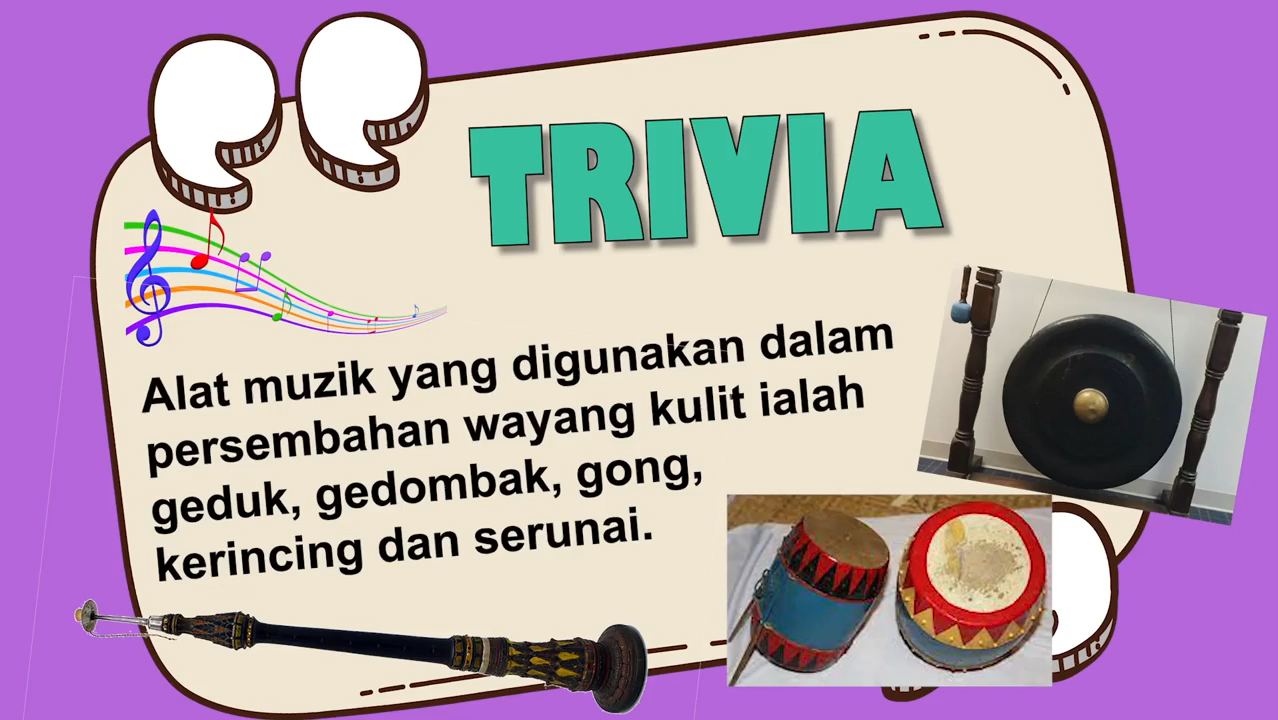 TRIVIA
Alat muzik yang digunakan dalam
persembahan wayang kulit ialah
geduk, gedombak, gong,
kerincing dan serunai.